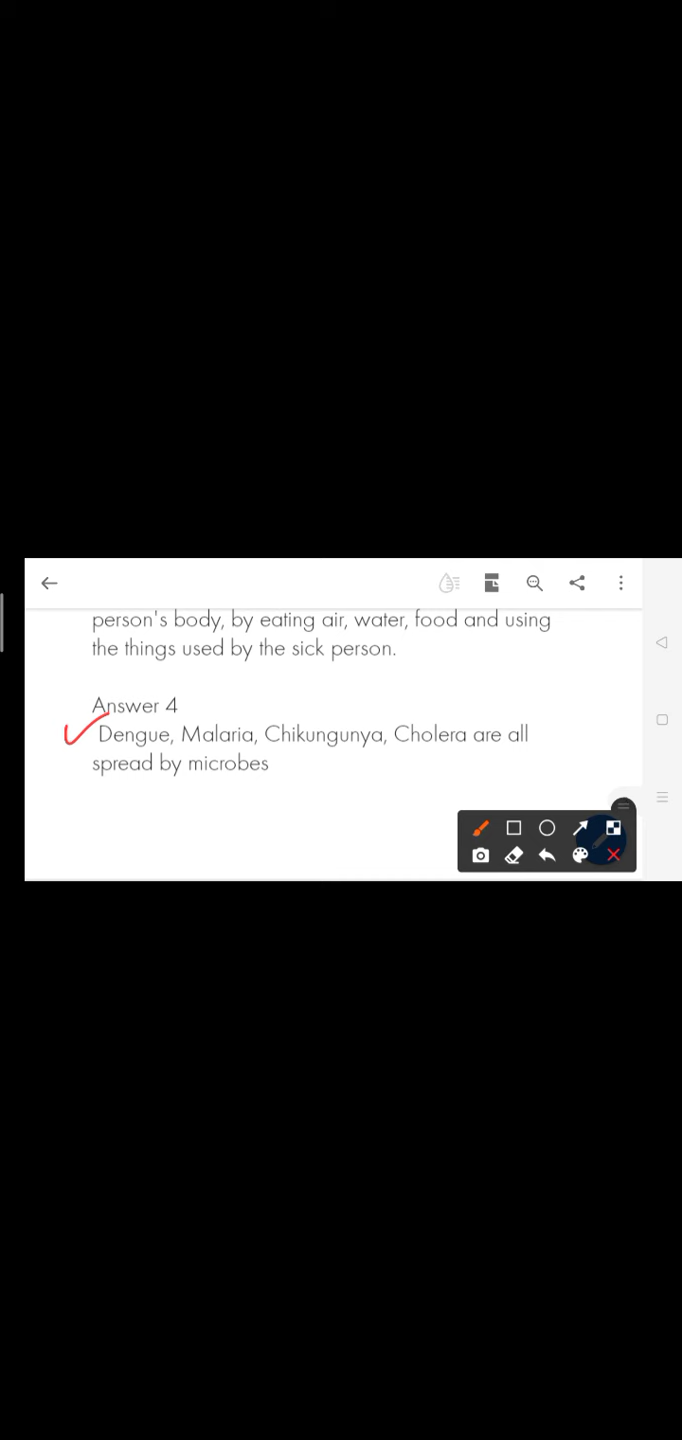 person's body, by eating air, water, food and using
the things used by the sick person.
Answer 4
Dengue, Malaria, Chikungunya, Cholera are all
spread by microbes